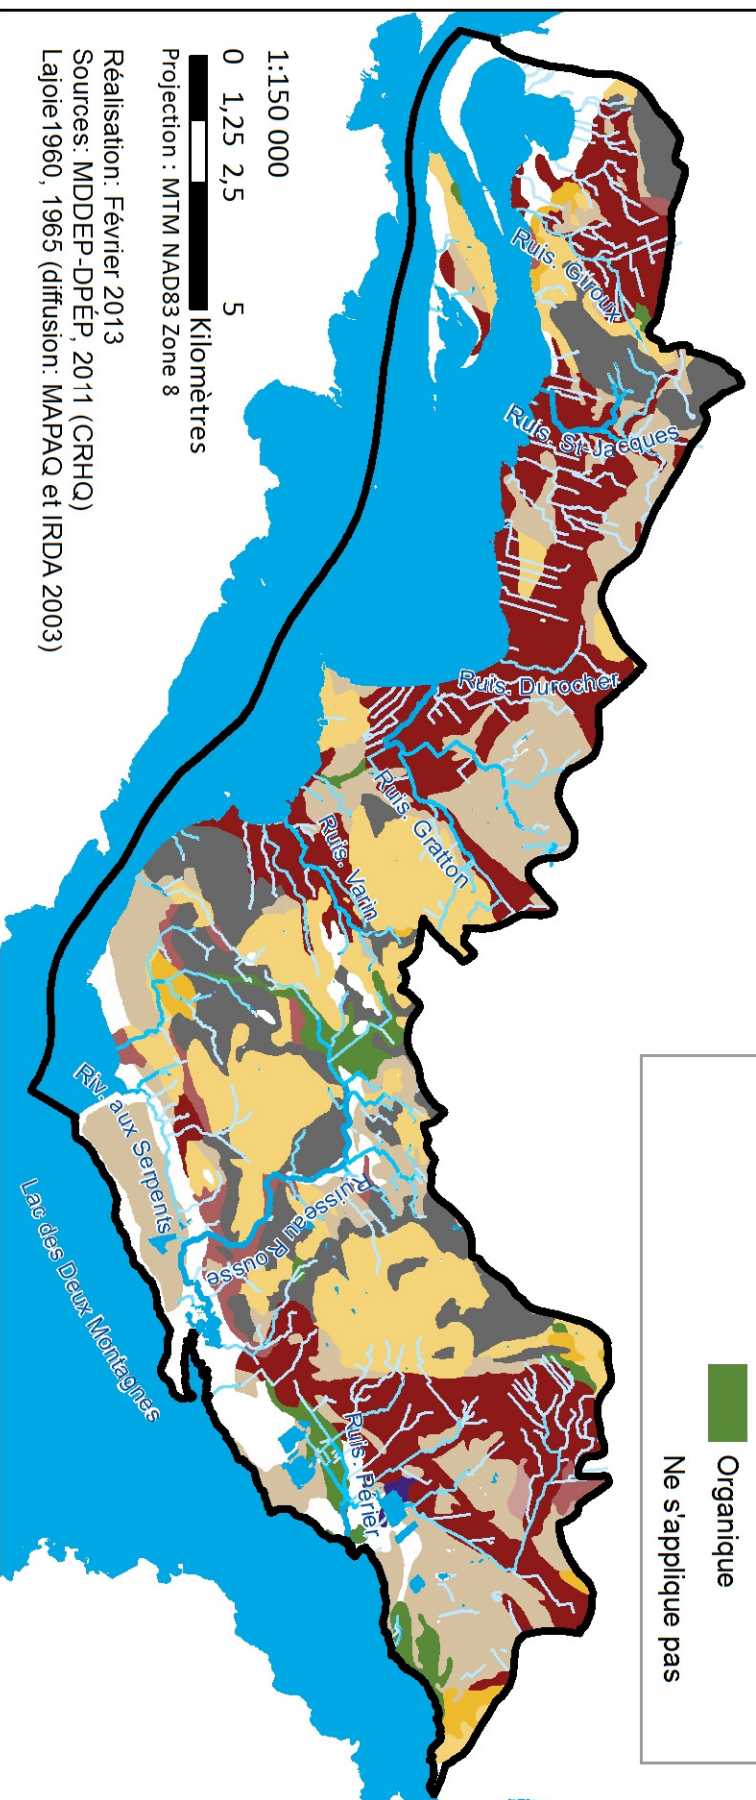 Organique
Ne s'applique pas
Ruis. Giroux
Ruis. St-Jacques
Ruis. Durocher
Ruis. Gratton
Ruis. Varin
Riv. aux Serpents
Ruisseau Rousse
Ruis. Périer
Lac des Deux Montagnes
1:150 000
0 1,25 2,5 5
Kilomètres
Projection : MTM NAD83 Zone 8
Réalisation: Février 2013
Sources: MDDEP-DPÉP, 2011 (CRHQ)
Lajoie1960, 1965 (diffusion: MAPAQ et IRDA 2003)